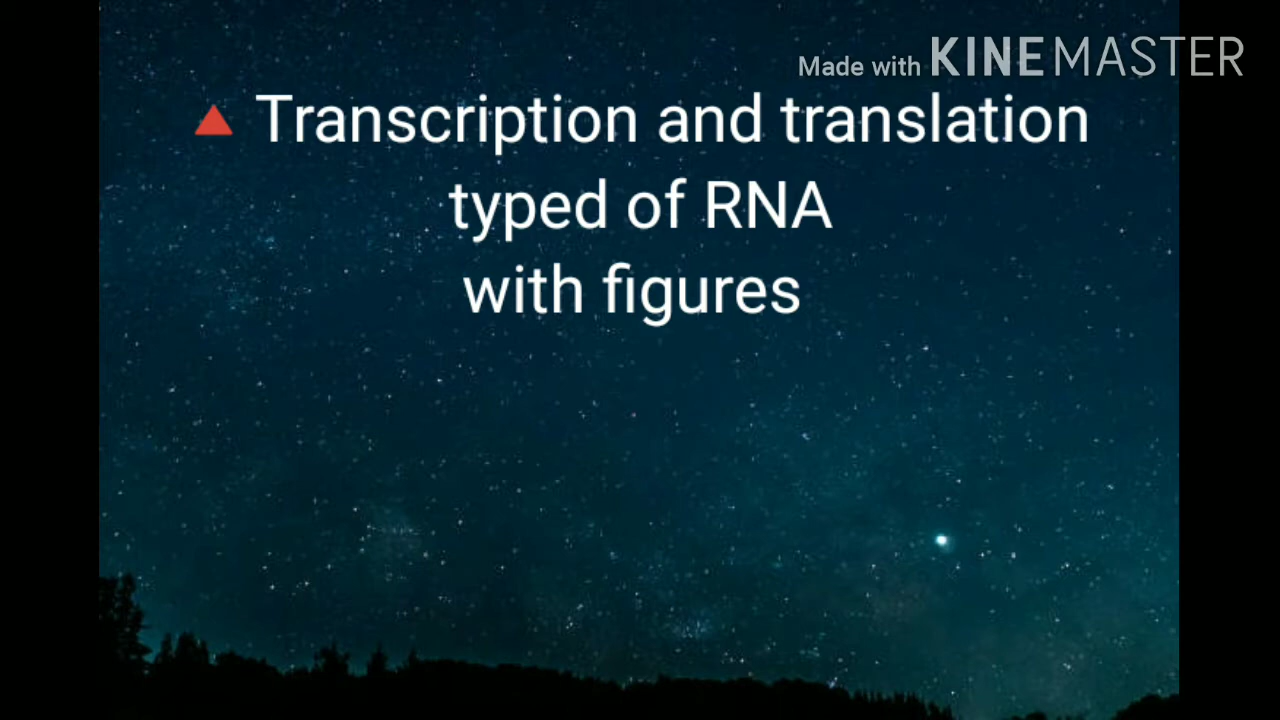 Made with KINEMASTER
🔺Transcription and translation
typed of RNA
with figures